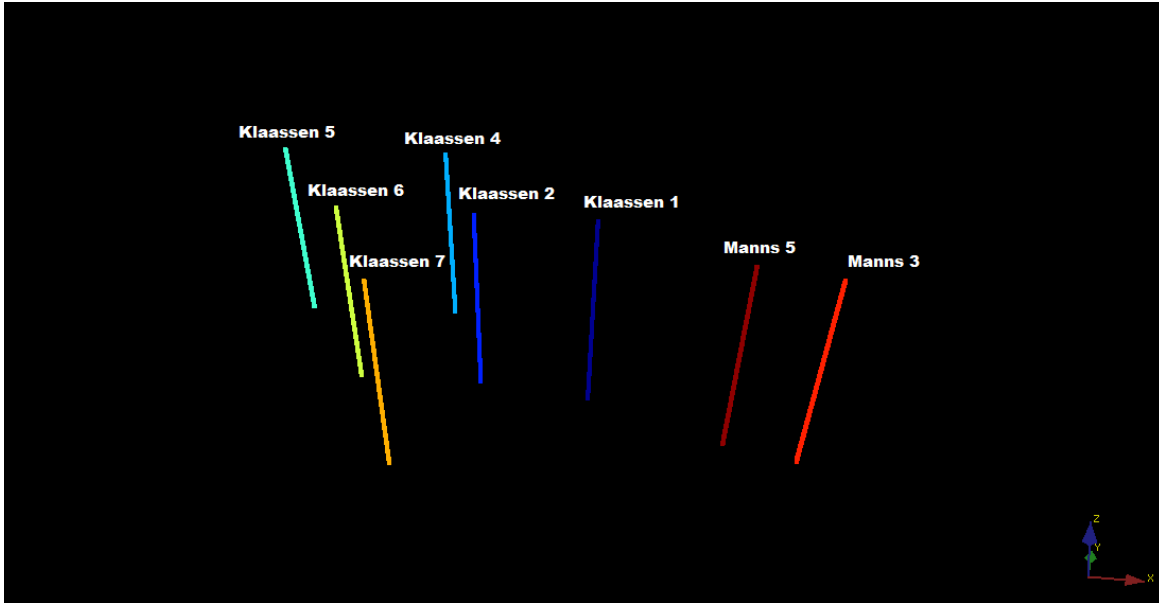 Klaassen 5
Klaassen 4
Klaassen 6
Klaassen 2
Klaassen 1
Klaassen 7
Manns 5
Manns 3
Z
Y
X